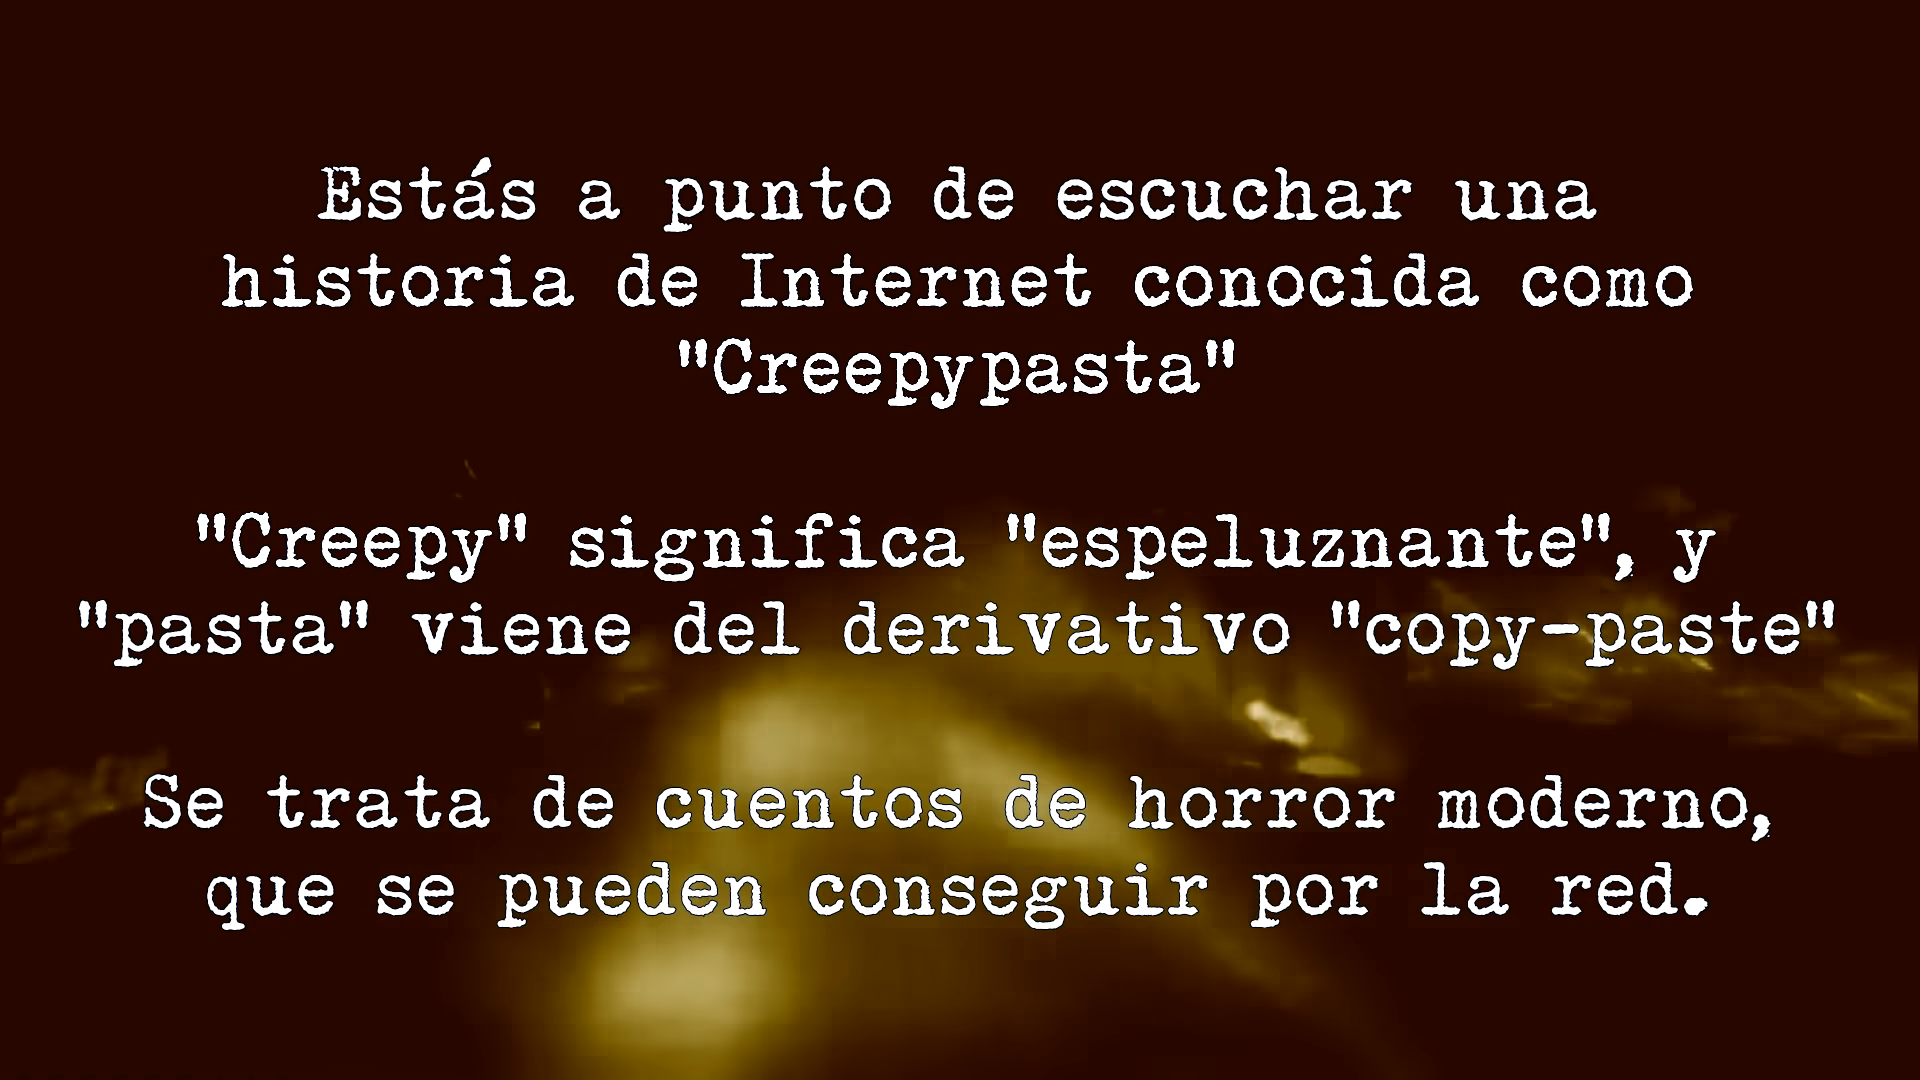 Estás a punto de escuchar una
historia de Internet conocida como
"Creepypasta"
"Creepy" significa "espeluznante", y
"pasta" viene del derivativo "copy-paste"
Se trata de cuentos de horror moderno,
que se pueden conseguir por la red.